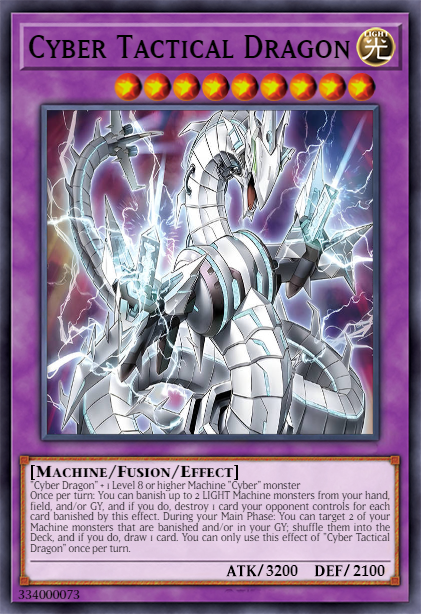 CYBER TACTICAL DRAGON
LIGHT
光
[MACHINE/FUSION/EFFECT]
"Cyber Dragon" + 1 Level 8 or higher Machine "Cyber" monster
Once per turn: You can banish up to 2 LIGHT Machine monsters from your hand,
field, and/or GY, and if you do, destroy 1 card your opponent controls for each
card banished by this effect. During your Main Phase: You can target 2 of your
Machine monsters that are banished and/or in your GY; shuffle them into the
Deck, and if you do, draw 1 card. You can only use this effect of "Cyber Tactical
Dragon" once per turn.
ATK/3200 DEF/2100
334000073